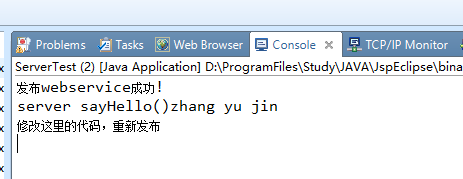 Problems Tasks Web Browser Console TCP/IP Monitor
ServerTest (2) [Java Application] D:\ProgramFiles\Study\JAVA\JspEclipse\bina
发布webservice成功!
server sayHello()zhang yu jin
修改这里的代码，重新发布